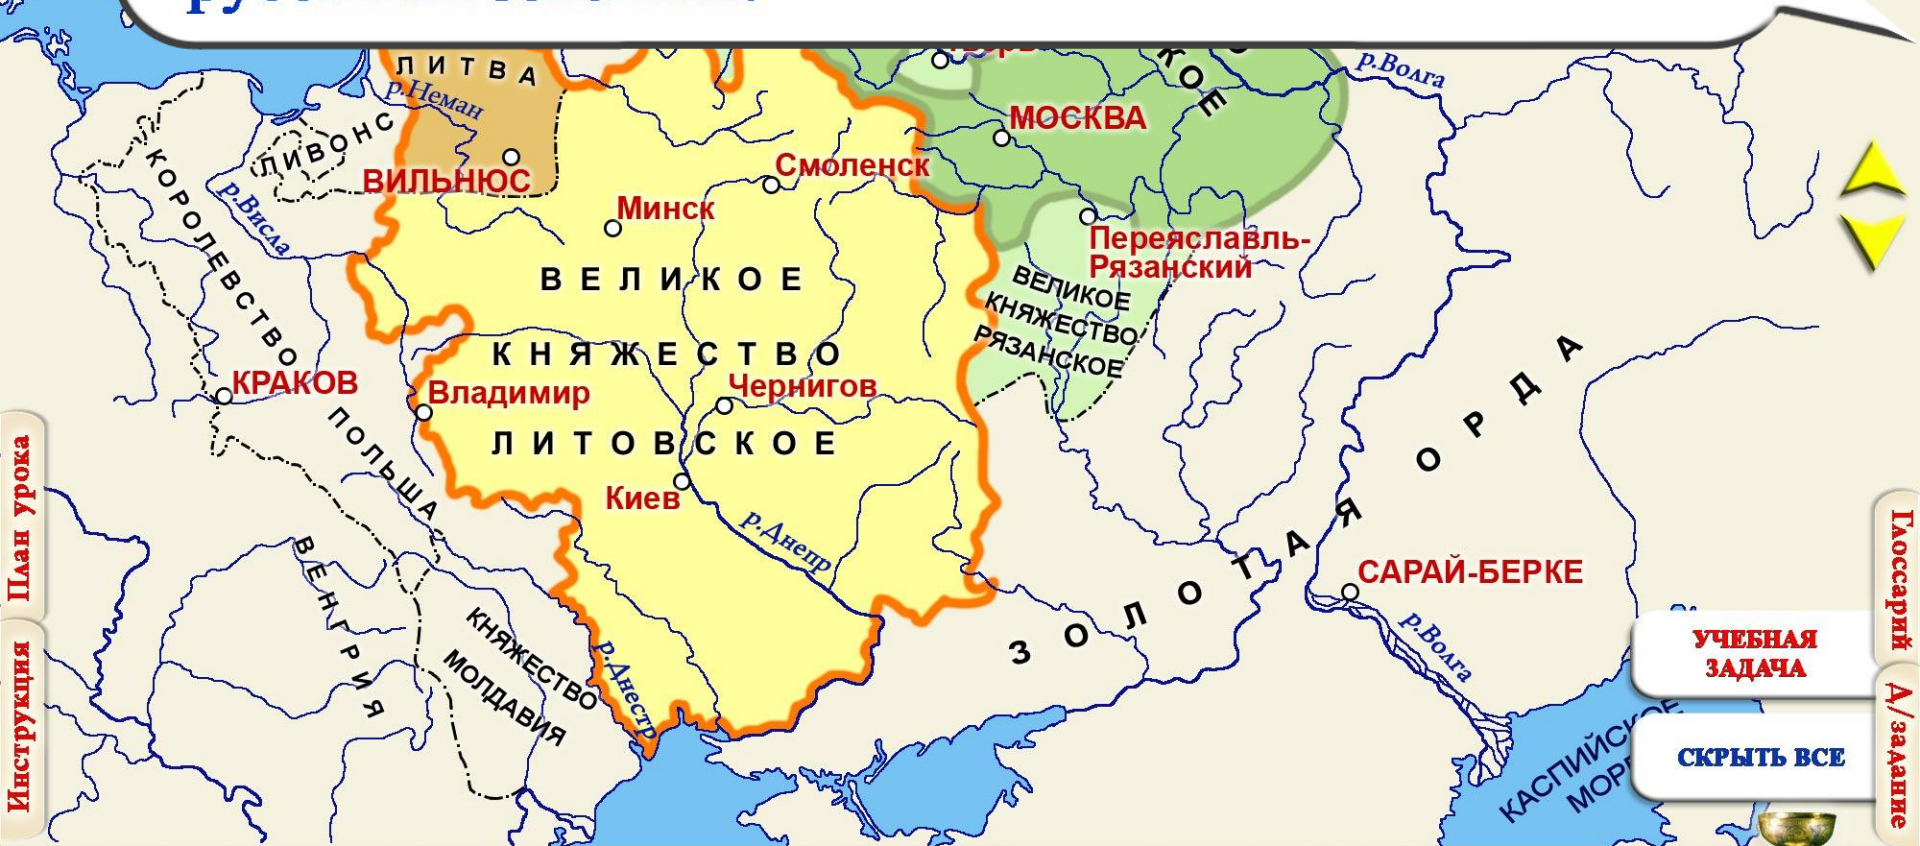 ЛИТВА
р.Неман
ЛИВОНС
ВИЛЬНЮС
КОРОЛЕВСТВО
ПОЛЬША
р.Висла
КРАКОВ
Минск
Смоленск
МОСКВА
КОЕ
р.Волга
Переяславль-
Рязанский
ВЕЛИКОЕ
КНЯЖЕСТВО
РЯЗАНСКОЕ
ВЕЛИКОЕ
КНЯЖЕСТВО
ЛИТОВСКОЕ
Владимир
Чернигов
Киев
р.Днепр
ВЕНГРИЯ
КНЯЖЕСТВО
МОЛДАВИЯ
р.Днестр
ЗОЛОТАЯ ОРДА
САРАЙ-БЕРКЕ
р.Волга
КАСПИЙСКОЕ
МОР
План урока
Инструкция
Глоссарий
Д/задание
УЧЕБНАЯ
ЗАДАЧА
СКРЫТЬ ВСЕ